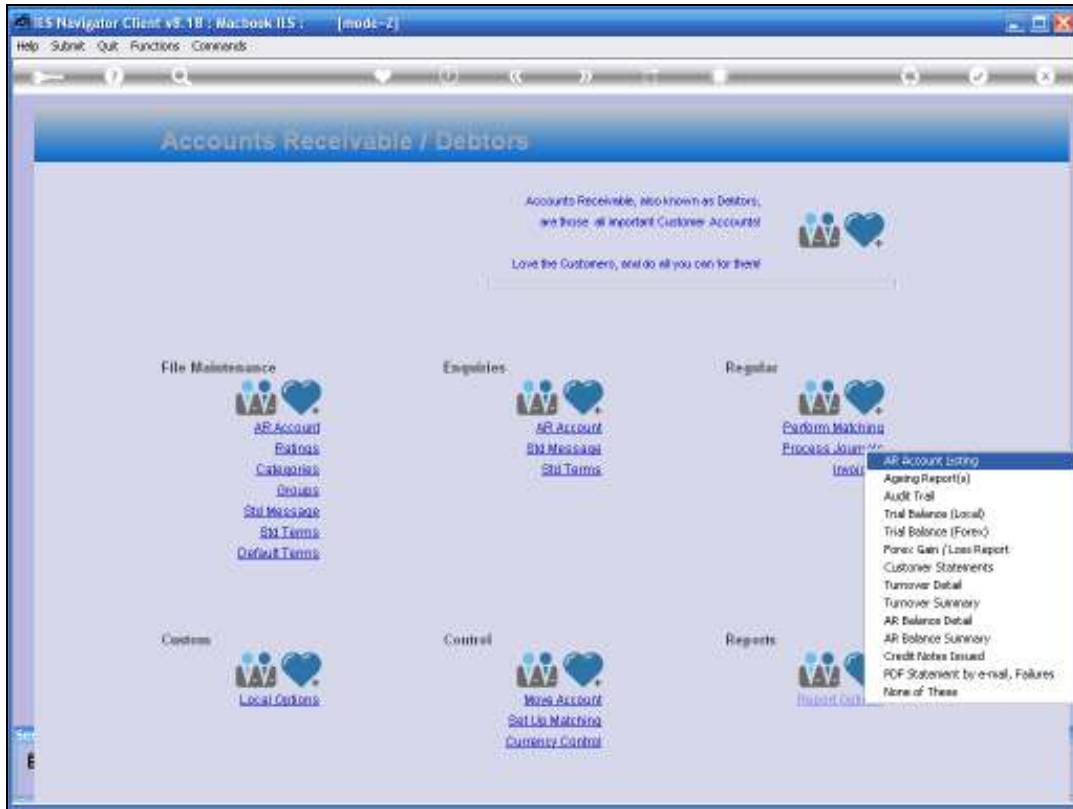 IES Navigator Client v8.18 : Macbook IES : [mode-Z]
Help Submit Quit Functions Commands
Accounts Receivable / Debtors
Accounts Receivable, also known as Debtors,
are those all important Customer Accounts!
Love the Customers, and do all you can for them!
File Maintenance
AR Account
Ratings
Categories
Groups
Std Message
Std Terms
Default Terms
Enquiries
AR Account
Std Message
Std Terms
Regular
Perform Matching
Process
AR Account Listing
Ageing Report(s)
Audit Trail
Trial Balance (Local)
Trial Balance (Forex)
Forex Gain / Loss Report
Customer Statements
Turnover Detail
Turnover Summary
AR Balance Detail
AR Balance Summary
Credit Notes Issued
PDF Statement by e-mail, Failures
None of These
Custom
Local Options
Control
Move Account
Set Up Matching
Currency Control
Reports
Report